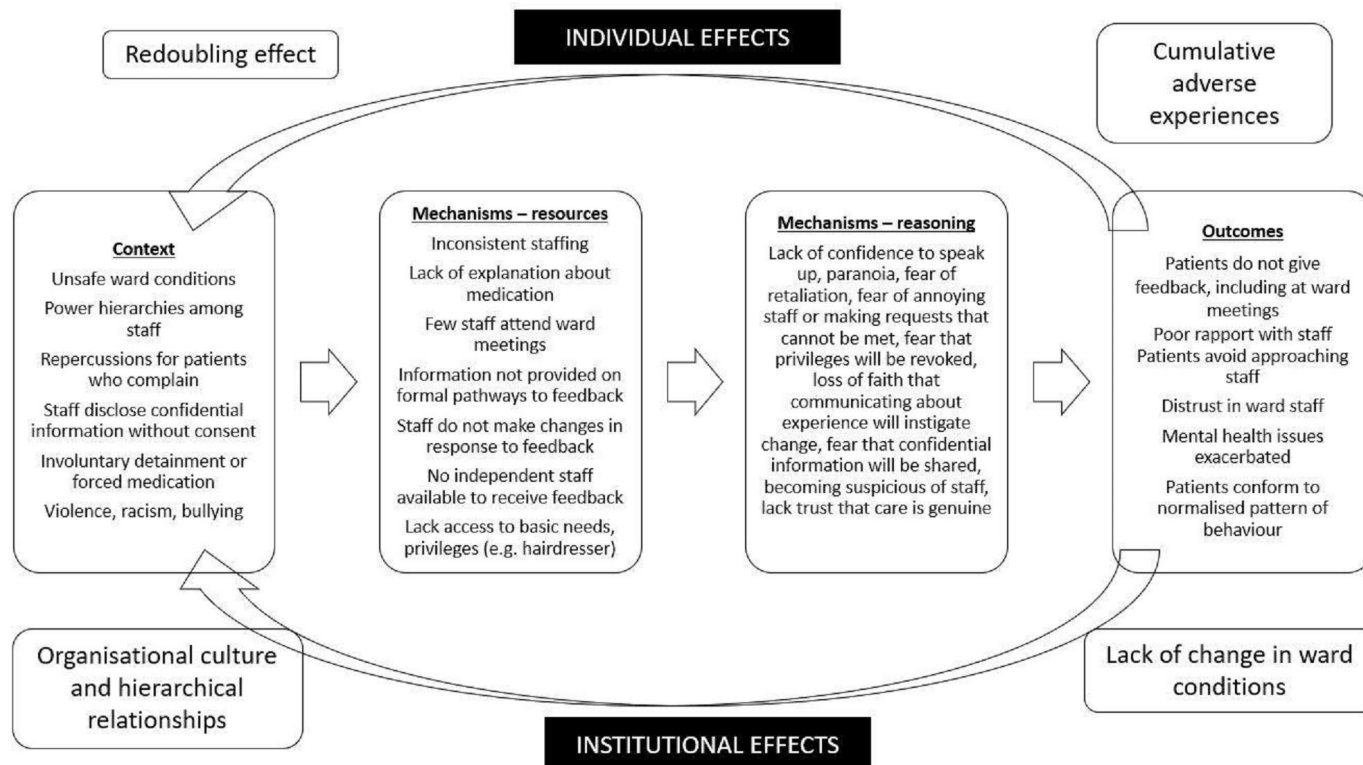 INDIVIDUAL EFFECTS
Redoubling effect
Cumulative
adverse
experiences
Context
Unsafe ward conditions
Power hierarchies among
staff
Repercussions for patients
who complain
Staff disclose confidential
information without consent
Involuntary detainment or
forced medication
Violence, racism, bullying
Mechanisms – resources
Inconsistent staffing
Lack of explanation about
medication
Few staff attend ward
meetings
Information not provided on
formal pathways to feedback
Staff do not make changes in
response to feedback
No independent staff
available to receive feedback
Lack access to basic needs,
privileges (e.g. hairdresser)
Mechanisms – reasoning
Lack of confidence to speak
up, paranoia, fear of
retaliation, fear of annoying
staff or making requests that
cannot be met, fear that
privileges will be revoked,
loss of faith that
communicating about
experience will instigate
change, fear that confidential
information will be shared,
becoming suspicious of staff,
lack trust that care is genuine
Outcomes
Patients do not give
feedback, including at ward
meetings
Poor rapport with staff
Patients avoid approaching
staff
Distrust in ward staff
Mental health issues
exacerbated
Patients conform to
normalised pattern of
behaviour
Organisational culture
and hierarchical
relationships
Lack of change in ward
conditions
INSTITUTIONAL EFFECTS